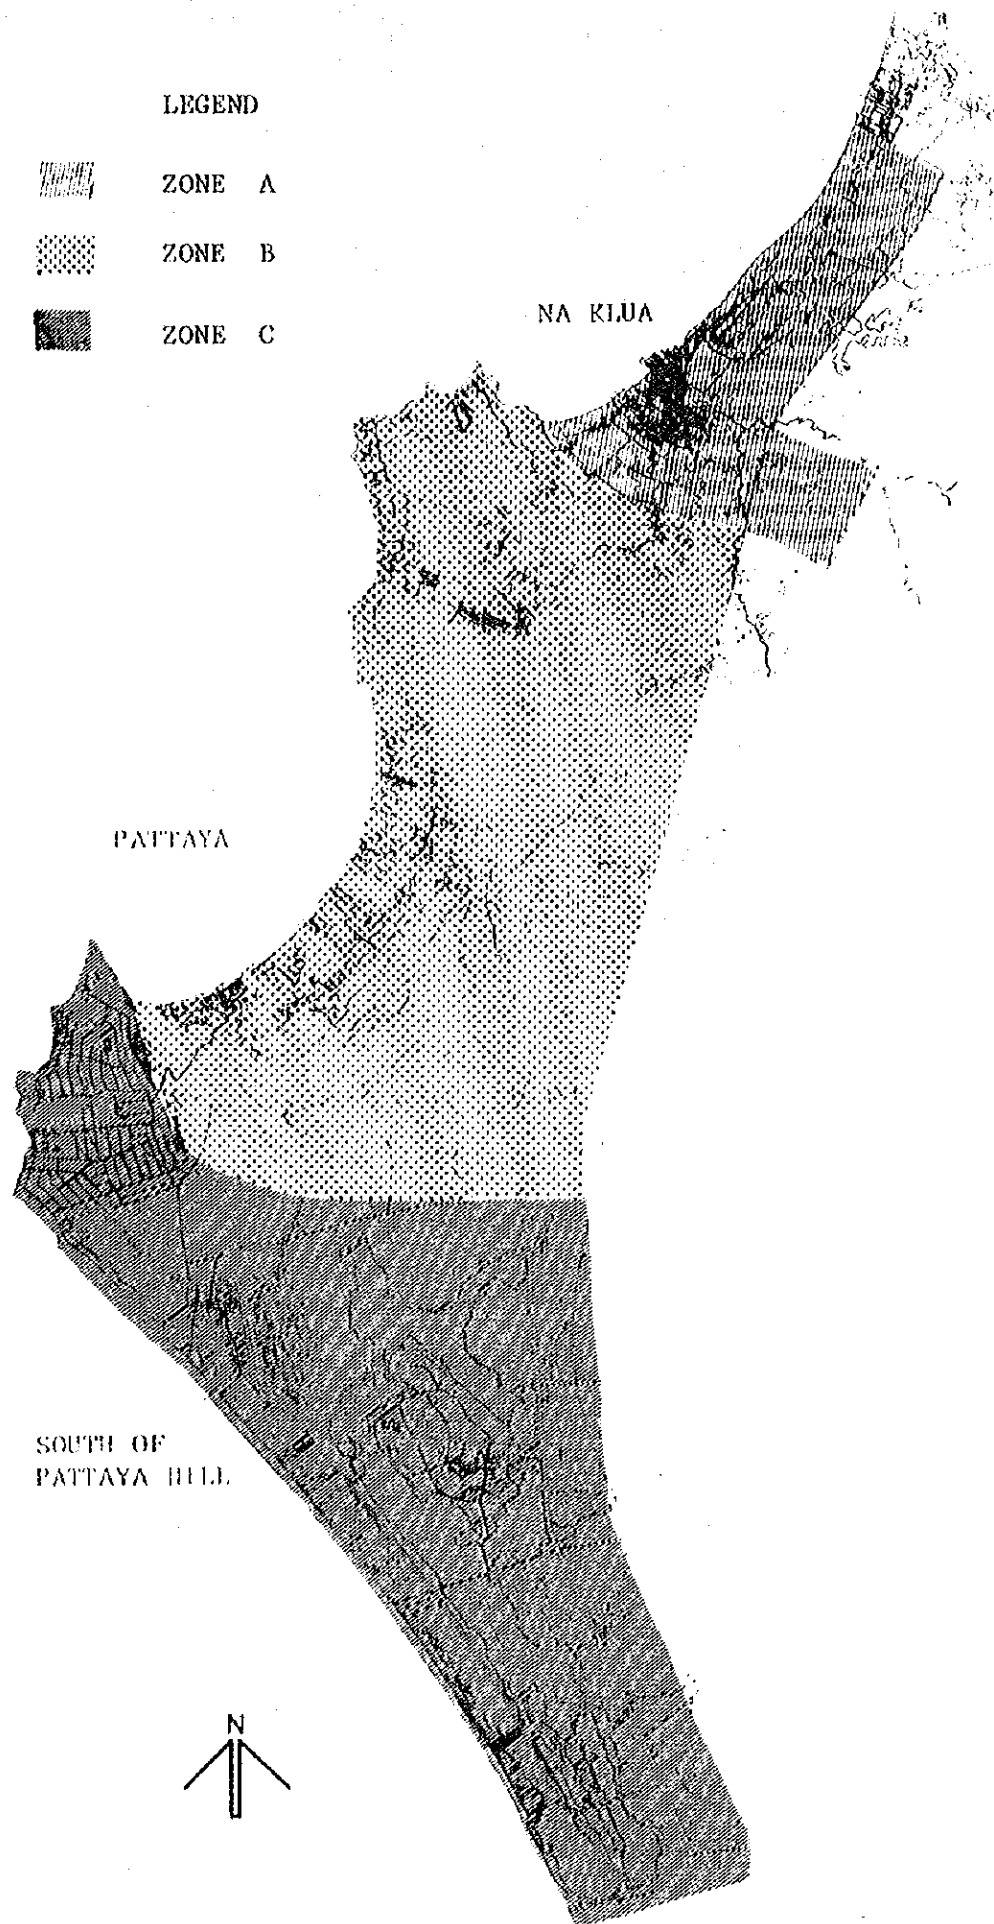 LEGEND
ZONE A
ZONE B
ZONE C
NA KLUA
PATTAYA
SOUTH OF
PATTAYA HILL
N